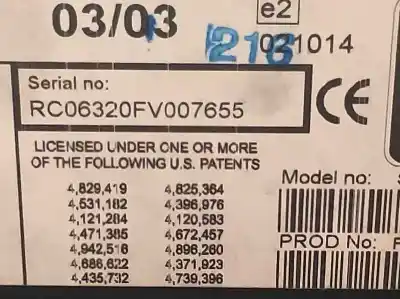 03/03
e2
216
021014
Serial no:
RC06320FV007655
LICENSED UNDER ONE OR MORE
OF THE FOLLOWING U.S. PATENTS
4,829,419 4,825,364
4,531,182 4,396,976
4,121,284 4,120,583
4,471,385 4,672,457
4,942,516 4,896,260
4,686,622 4,371,923
4,435,732 4,739,396
CE
Model no:
PROD No: